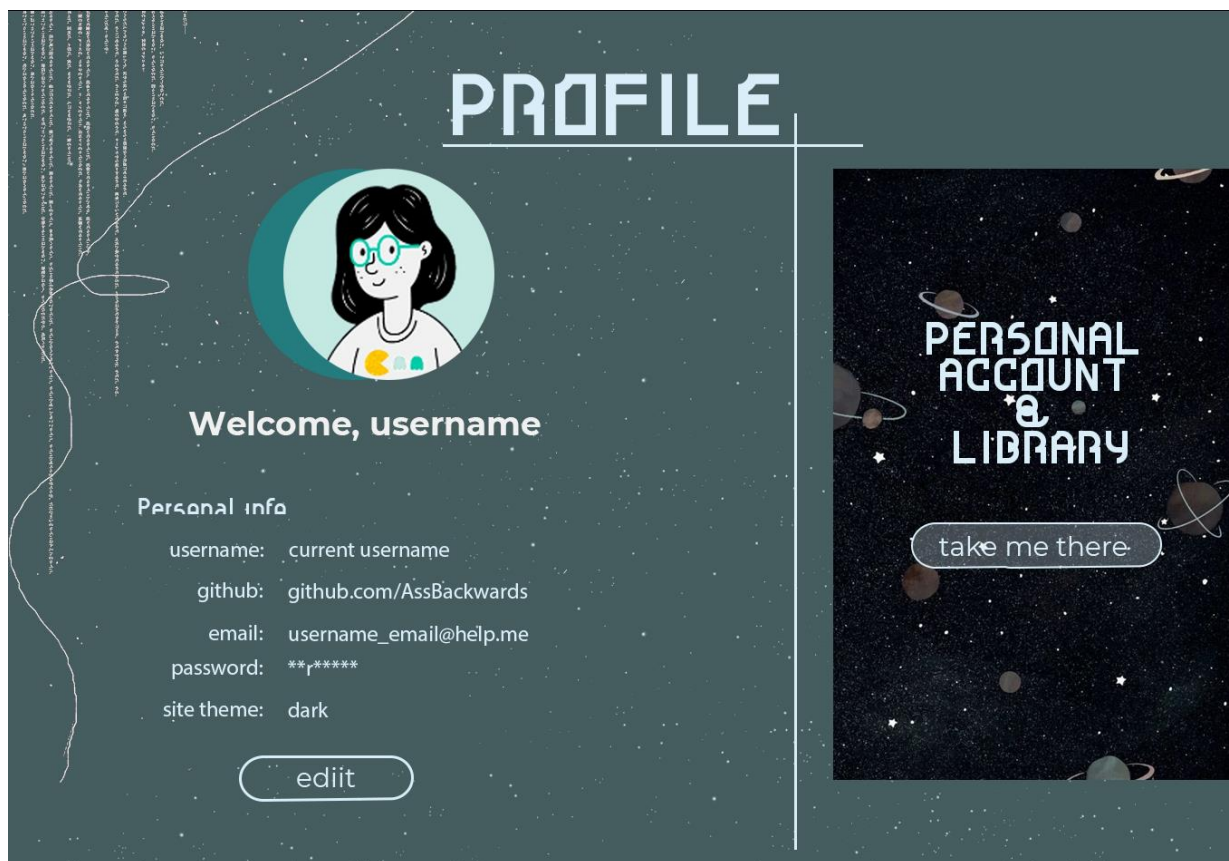 PROFILE
Welcome, username
Personal info
username: current username
github: github.com/AssBackwards
email: username_email@help.me
password: **r*****
site theme: dark
ediit
PERSONAL
ACCOUNT
&
LIBRARY
take me there